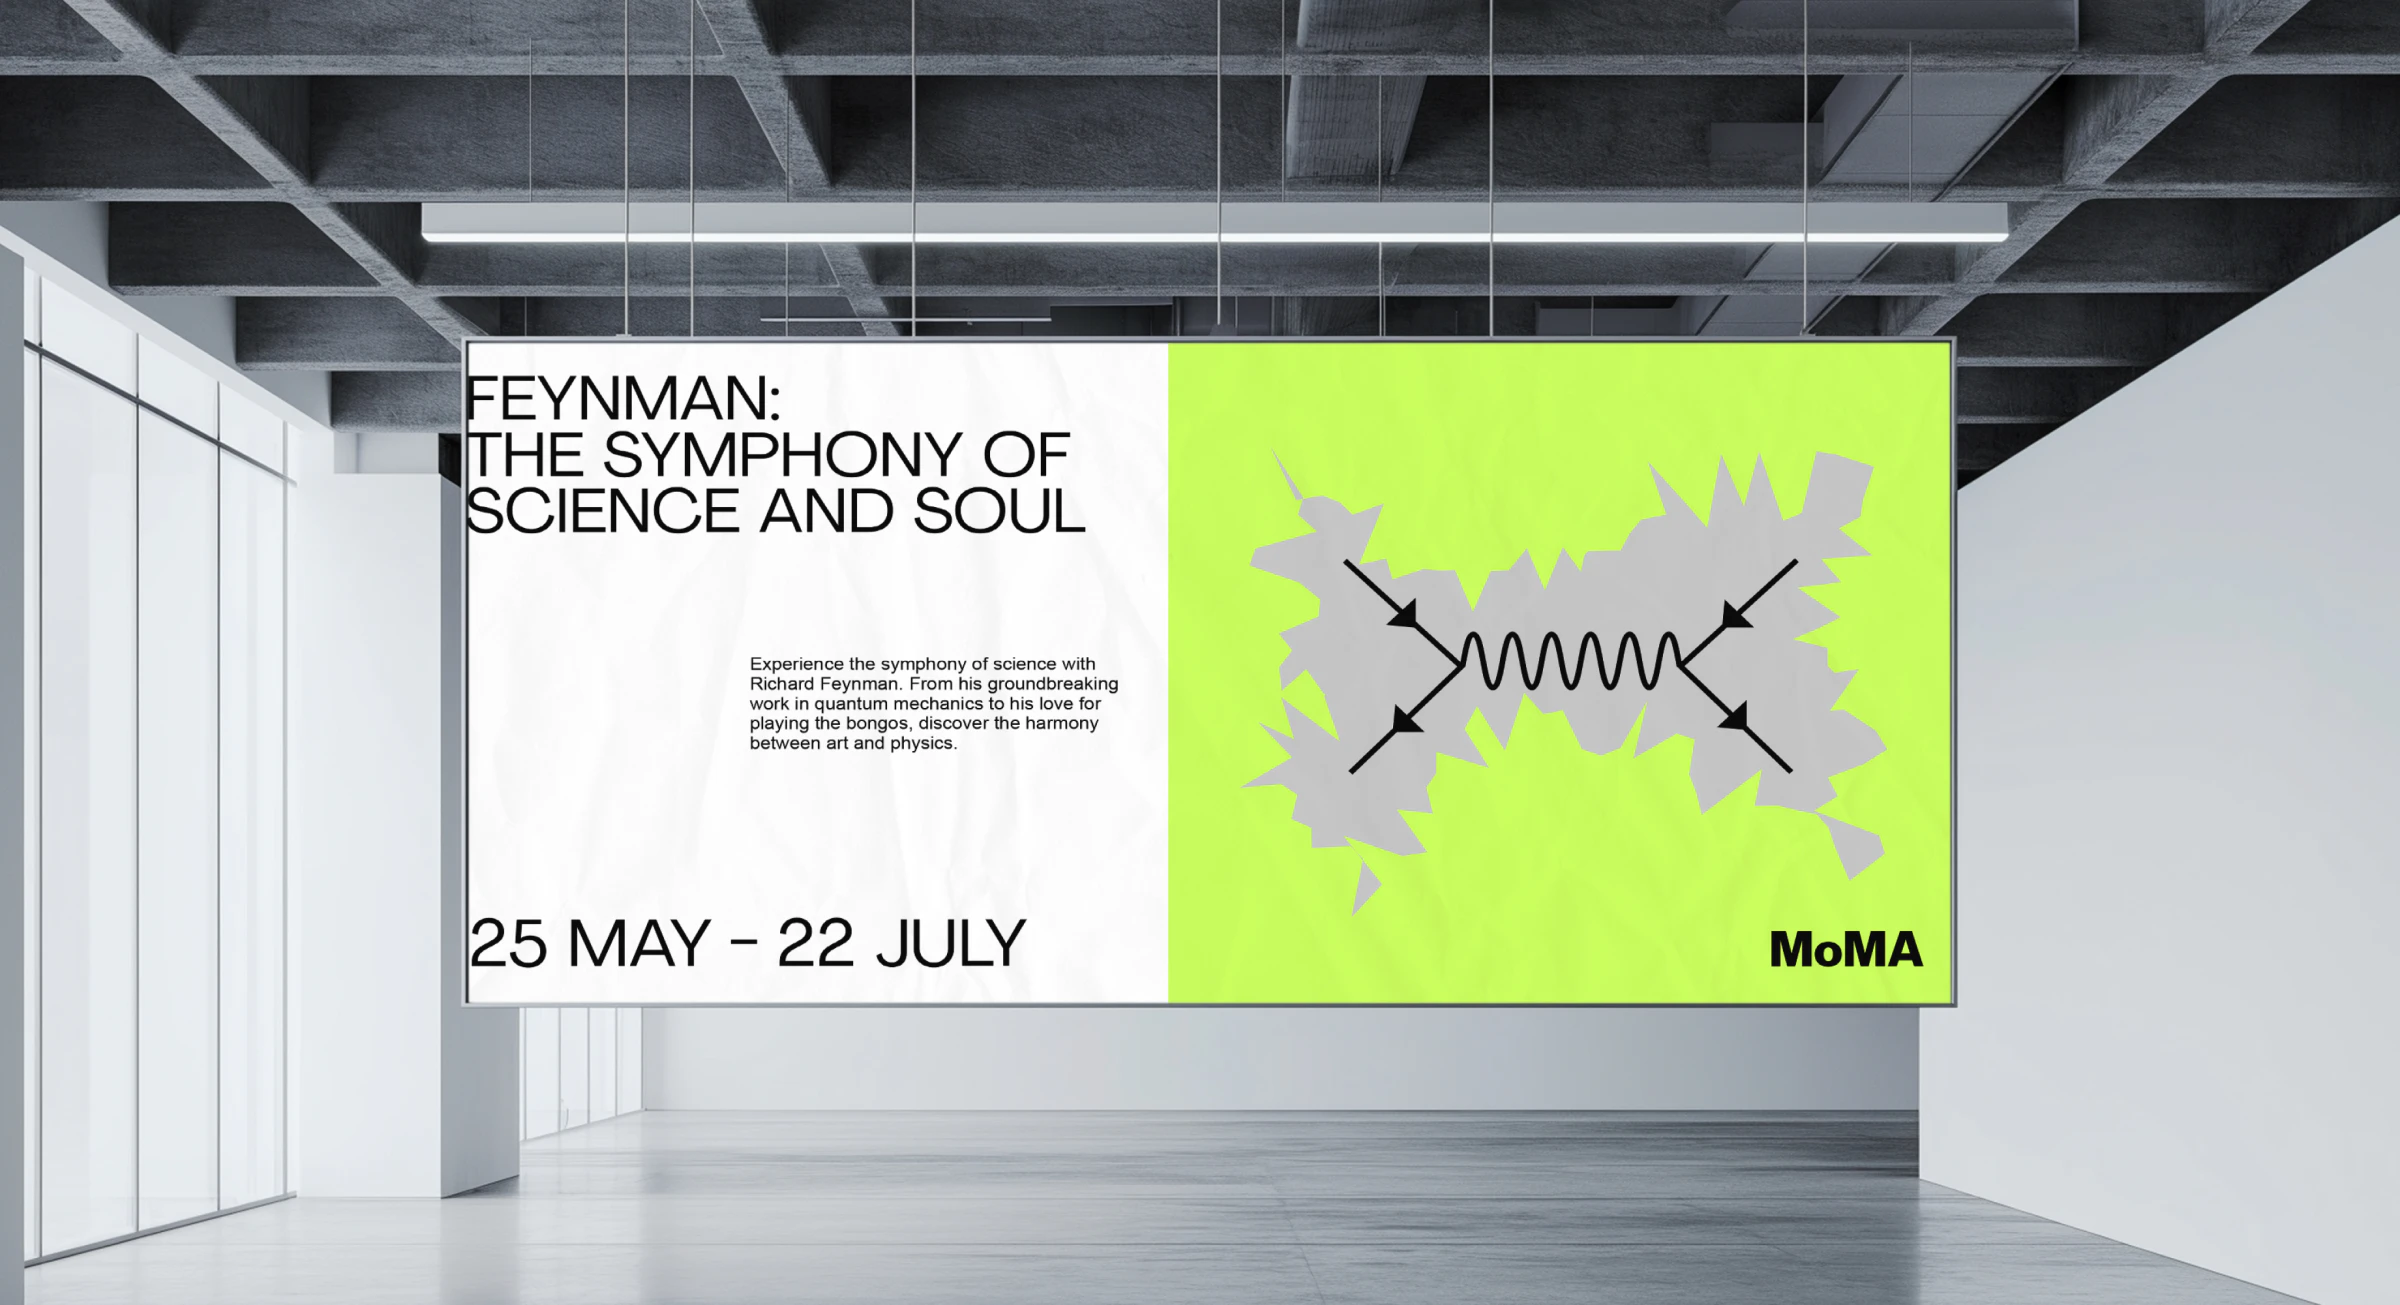 FEYNMAN:
THE SYMPHONY OF
SCIENCE AND SOUL
Experience the symphony of science with
Richard Feynman. From his groundbreaking
work in quantum mechanics to his love for
playing the bongos, discover the harmony
between art and physics.
25 MAY – 22 JULY
MoMA